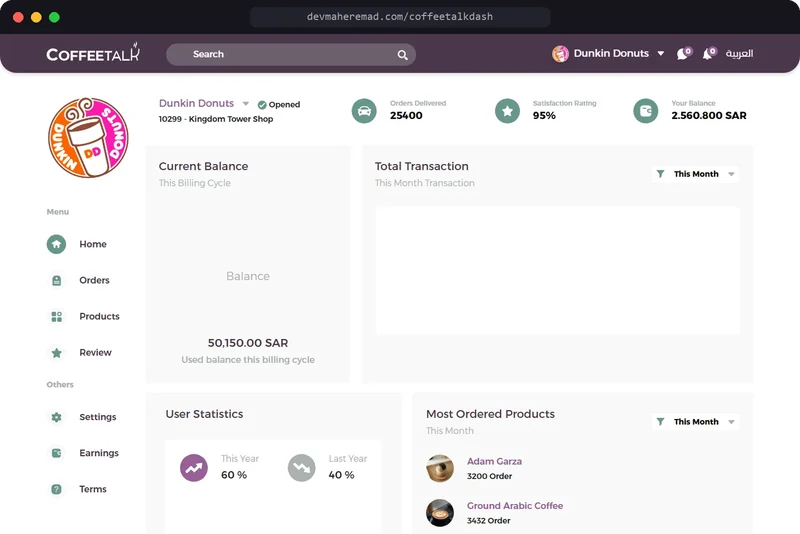 devmaheremad.com/coffeetalkdash
COFFEETALK
Search
Dunkin Donuts
0
0
العربية
DUNKIN DONUTS
DD
Dunkin Donuts
Opened
10299 - Kingdom Tower Shop
Orders Delivered
25400
Satisfaction Rating
95%
Your Balance
2.560.800 SAR
Menu
Home
Orders
Products
Review
Others
Settings
Earnings
Terms
Current Balance
This Billing Cycle
Balance
50,150.00 SAR
Used balance this billing cycle
Total Transaction
This Month Transaction
This Month
User Statistics
This Year
60 %
Last Year
40 %
Most Ordered Products
This Month
This Month
Adam Garza
3200 Order
Ground Arabic Coffee
3432 Order